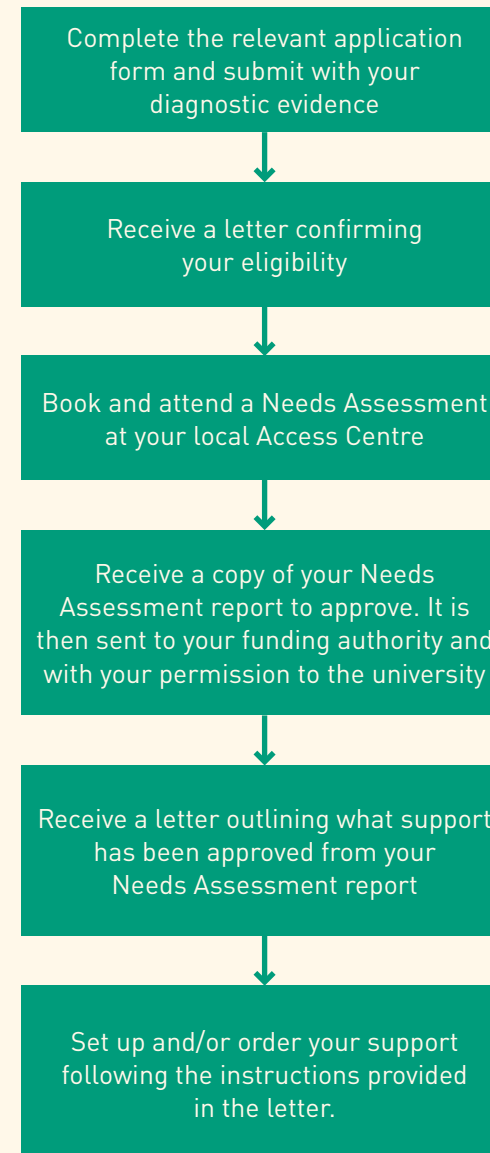 Complete the relevant application
form and submit with your
diagnostic evidence
Receive a letter confirming
your eligibility
Book and attend a Needs Assessment
at your local Access Centre
Receive a copy of your Needs
Assessment report to approve. It is
then sent to your funding authority and
with your permission to the university
Receive a letter outlining what support
has been approved from your
Needs Assessment report
Set up and/or order your support
following the instructions provided
in the letter.